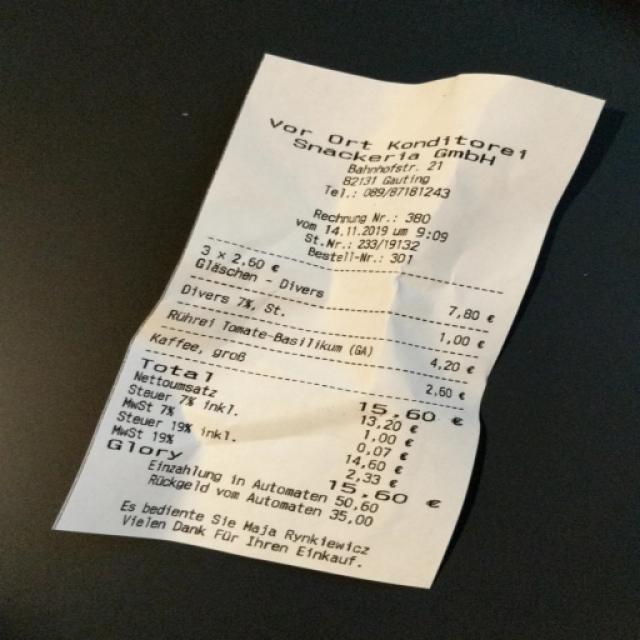 Vor Ort Konditorei
Snackeria GmbH
Bahnhofstr. 21
82131 Gauting
Tel.: 089/87181243
Rechnung Nr.: 380
vom 14.11.2019 um 9:09
St.Nr.: 233/19132
Bestell-Nr.: 301
3 x 2,60 €
Gläschen - Divers 7,80 €
Divers 7%, St. 1,00 €
Rührei Tomate-Basilikum (GA) 4,20 €
Kaffee, groß 2,60 €
Total 15,60 €
Nettoumsatz 13,20 €
Steuer 7% inkl. 1,00 €
MwSt 7% 0,07 €
Steuer 19% inkl. 14,60 €
MwSt 19% 2,33 €
Glory 15,60 €
Einzahlung in Automaten 50,60
Rückgeld vom Automaten 35,00
Es bediente Sie Maja Rynkiewicz
Vielen Dank Für Ihren Einkauf.